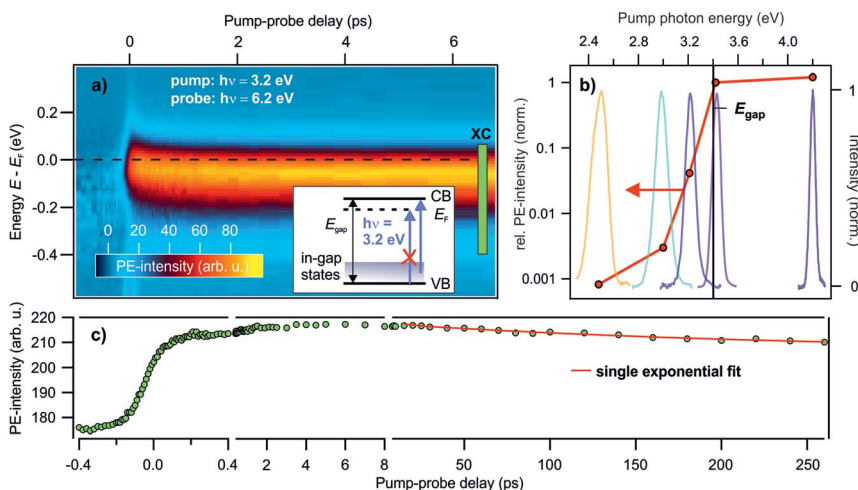 Pump-probe delay (ps)
0 2 4 6
a)
pump: hν = 3.2 eV
probe: hν = 6.2 eV
XC
Energy E - EF (eV)
0.2
0.0
-0.2
-0.4
0 20 40 60 80
PE-intensity (arb. u.)
CB
Egap
EF
hν =
3.2 eV
in-gap
states
VB
Pump photon energy (eV)
2.4 2.8 3.2 3.6 4.0
b)
Egap
rel. PE-intensity (norm.)
1
0.1
0.01
0.001
1
0
Intensity (norm.)
c)
PE-intensity (arb. u.)
220
210
200
190
180
single exponential fit
-0.4 0.0 0.4 2 4 6 8 50 100 150 200 250
Pump-probe delay (ps)